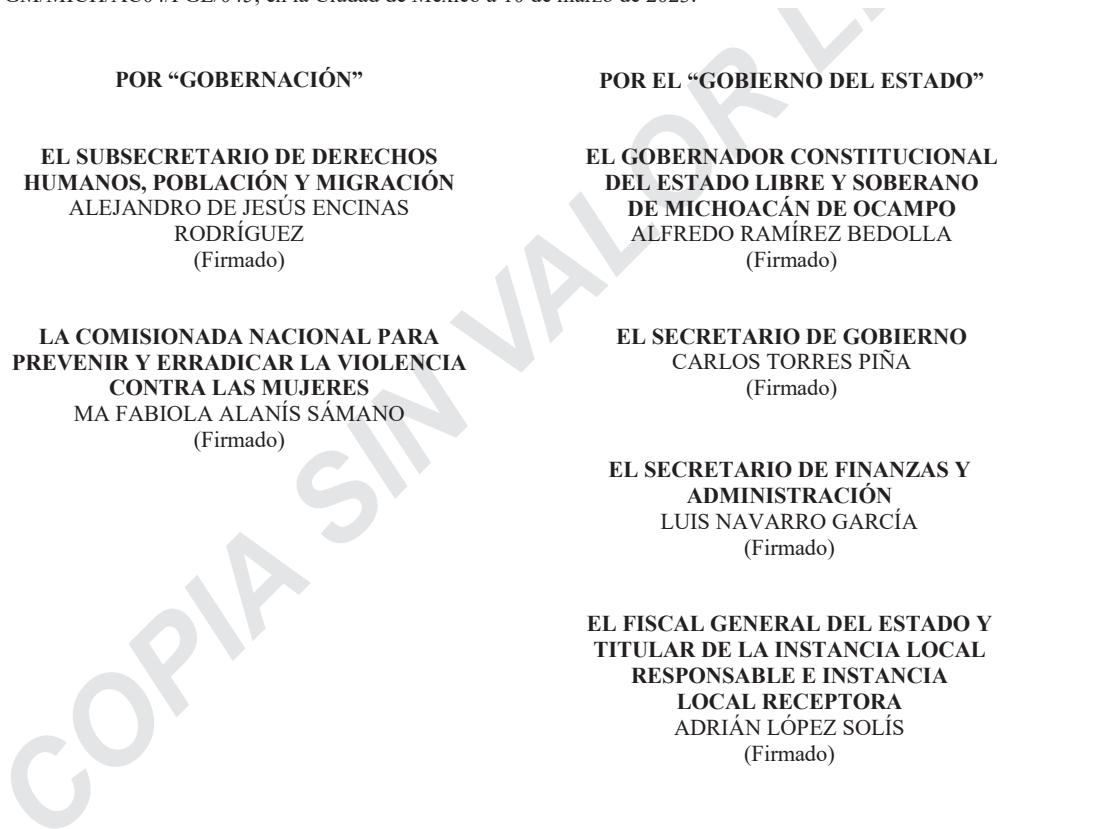 POR “GOBERNACIÓN”
EL SUBSECRETARIO DE DERECHOS
HUMANOS, POBLACIÓN Y MIGRACIÓN
ALEJANDRO DE JESÚS ENCINAS
RODRÍGUEZ
(Firmado)
LA COMISIONADA NACIONAL PARA
PREVENIR Y ERRADICAR LA VIOLENCIA
CONTRA LAS MUJERES
MA FABIOLA ALANÍS SÁMANO
(Firmado)
POR EL “GOBIERNO DEL ESTADO”
EL GOBERNADOR CONSTITUCIONAL
DEL ESTADO LIBRE Y SOBERANO
DE MICHOACÁN DE OCAMPO
ALFREDO RAMÍREZ BEDOLLA
(Firmado)
EL SECRETARIO DE GOBIERNO
CARLOS TORRES PIÑA
(Firmado)
EL SECRETARIO DE FINANZAS Y
ADMINISTRACIÓN
LUIS NAVARRO GARCÍA
(Firmado)
EL FISCAL GENERAL DEL ESTADO Y
TITULAR DE LA INSTANCIA LOCAL
RESPONSABLE E INSTANCIA
LOCAL RECEPTORA
ADRIÁN LÓPEZ SOLÍS
(Firmado)
COPIA SIN VALOR L